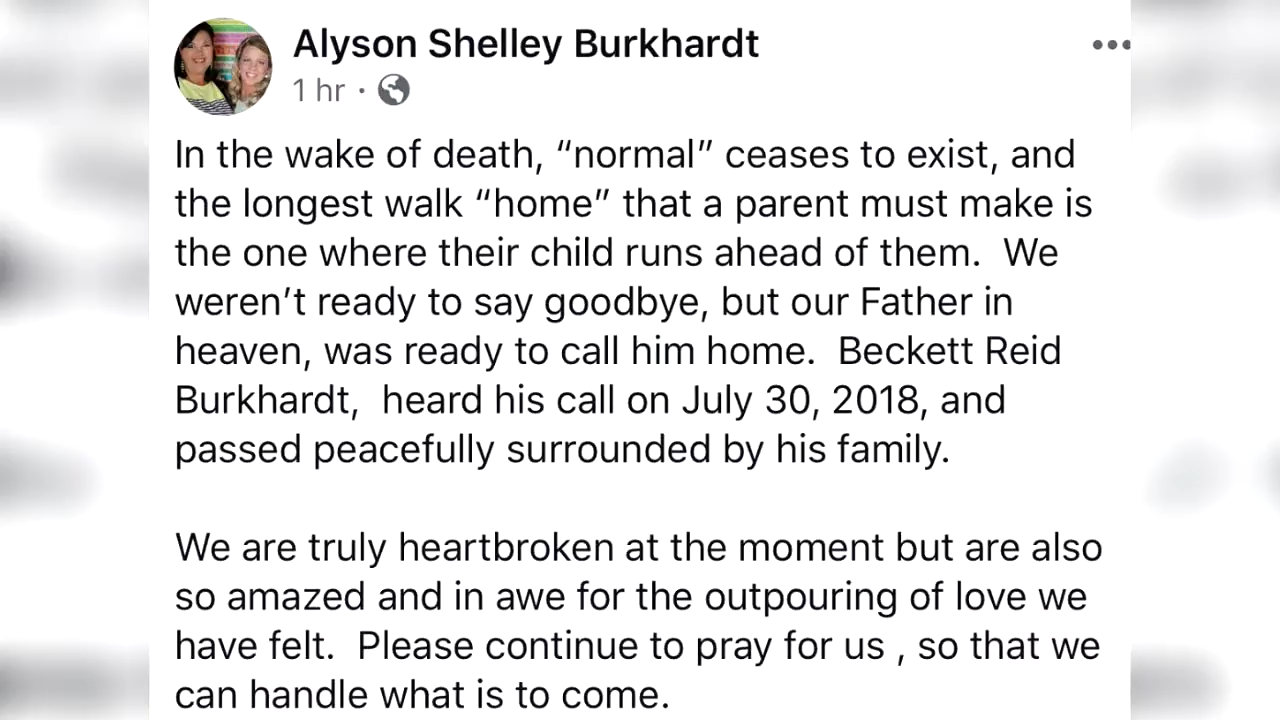 Alyson Shelley Burkhardt
1 hr ·
In the wake of death, “normal” ceases to exist, and
the longest walk “home” that a parent must make is
the one where their child runs ahead of them.  We
weren’t ready to say goodbye, but our Father in
heaven, was ready to call him home.  Beckett Reid
Burkhardt,  heard his call on July 30, 2018, and
passed peacefully surrounded by his family.
We are truly heartbroken at the moment but are also
so amazed and in awe for the outpouring of love we
have felt.  Please continue to pray for us , so that we
can handle what is to come.